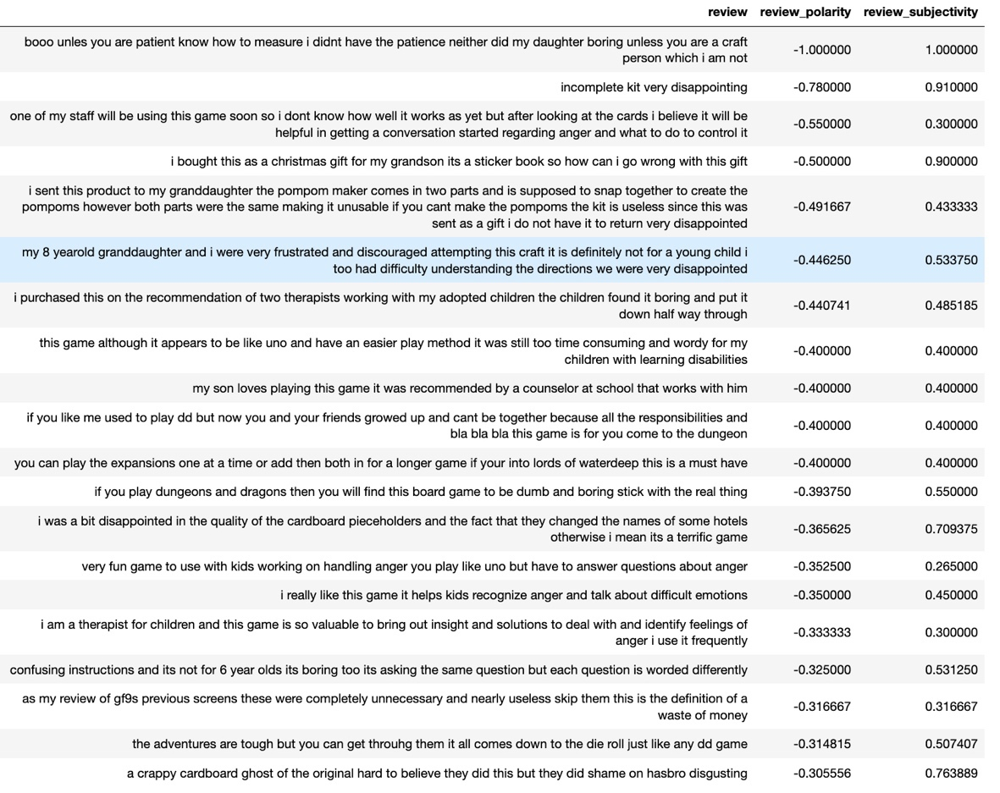 review review_polarity review_subjectivity
booo unles you are patient know how to measure i didnt have the patience neither did my daughter boring unless you are a craft
person which i am not
-1.000000 1.000000
incomplete kit very disappointing -0.780000 0.910000
one of my staff will be using this game soon so i dont know how well it works as yet but after looking at the cards i believe it will be
helpful in getting a conversation started regarding anger and what to do to control it
-0.550000 0.300000
i bought this as a christmas gift for my grandson its a sticker book so how can i go wrong with this gift -0.500000 0.900000
i sent this product to my granddaughter the pompom maker comes in two parts and is supposed to snap together to create the
pompoms however both parts were the same making it unusable if you cant make the pompoms the kit is useless since this was
sent as a gift i do not have it to return very disappointed
-0.491667 0.433333
my 8 yearold granddaughter and i were very frustrated and discouraged attempting this craft it is definitely not for a young child i
too had difficulty understanding the directions we were very disappointed
-0.446250 0.533750
i purchased this on the recommendation of two therapists working with my adopted children the children found it boring and put it
down half way through
-0.440741 0.485185
this game although it appears to be like uno and have an easier play method it was still too time consuming and wordy for my
children with learning disabilities
-0.400000 0.400000
my son loves playing this game it was recommended by a counselor at school that works with him -0.400000 0.400000
if you like me used to play dd but now you and your friends growed up and cant be together because all the responsibilities and
bla bla bla this game is for you come to the dungeon
-0.400000 0.400000
you can play the expansions one at a time or add then both in for a longer game if your into lords of waterdeep this is a must have -0.400000 0.400000
if you play dungeons and dragons then you will find this board game to be dumb and boring stick with the real thing -0.393750 0.550000
i was a bit disappointed in the quality of the cardboard pieceholders and the fact that they changed the names of some hotels
otherwise i mean its a terrific game
-0.365625 0.709375
very fun game to use with kids working on handling anger you play like uno but have to answer questions about anger -0.352500 0.265000
i really like this game it helps kids recognize anger and talk about difficult emotions -0.350000 0.450000
i am a therapist for children and this game is so valuable to bring out insight and solutions to deal with and identify feelings of
anger i use it frequently
-0.333333 0.300000
confusing instructions and its not for 6 year olds its boring too its asking the same question but each question is worded differently -0.325000 0.531250
as my review of gf9s previous screens these were completely unnecessary and nearly useless skip them this is the definition of a
waste of money
-0.316667 0.316667
the adventures are tough but you can get throuhg them it all comes down to the die roll just like any dd game -0.314815 0.507407
a crappy cardboard ghost of the original hard to believe they did this but they did shame on hasbro disgusting -0.305556 0.763889